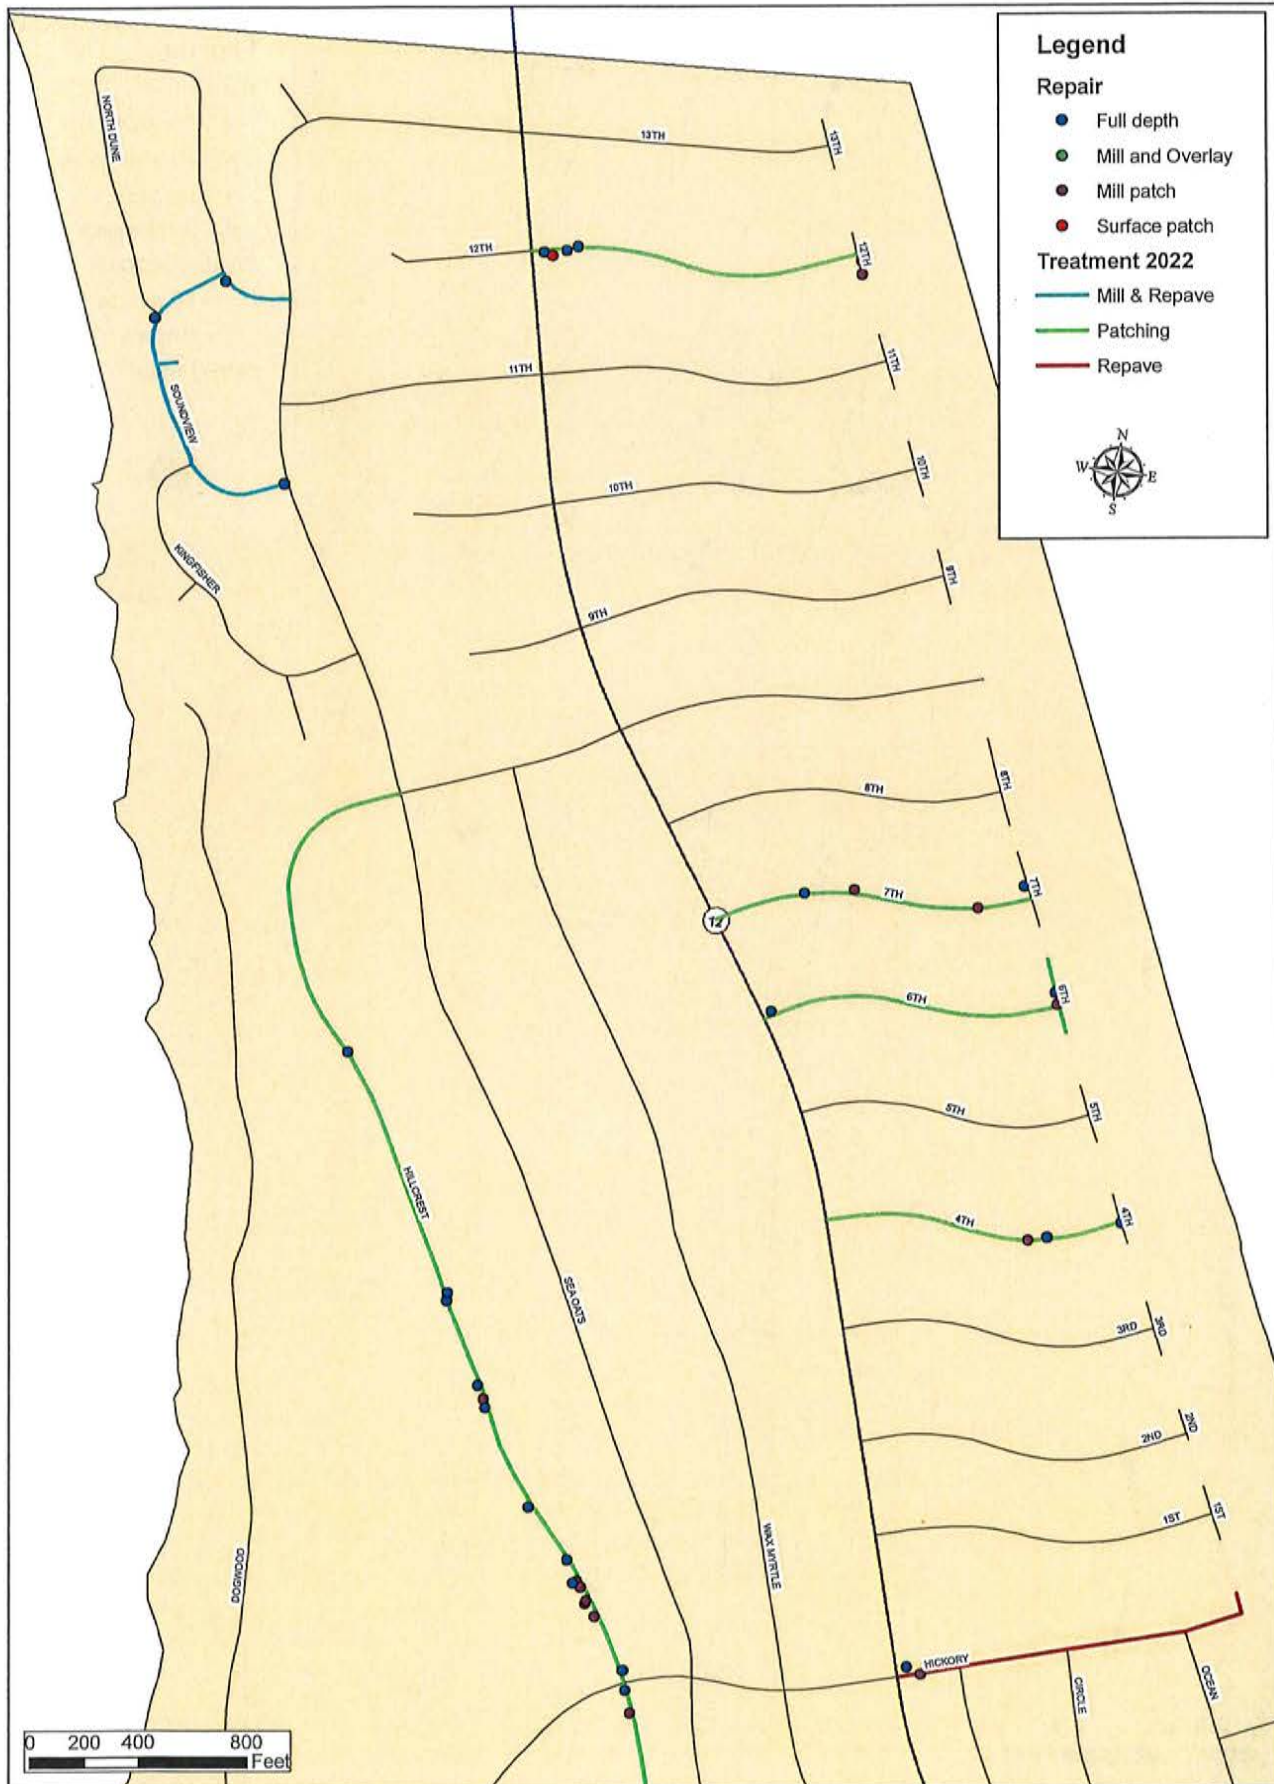 Legend
Repair
Full depth
Mill and Overlay
Mill patch
Surface patch
Treatment 2022
Mill & Repave
Patching
Repave
N
W
E
S
NORTH DUNE
13TH
13TH
12TH
12TH
11TH
11TH
SOUNDVIEW
10TH
10TH
KINGFISHER
9TH
9TH
8TH
8TH
7TH
7TH
12
6TH
6TH
5TH
5TH
HILLCREST
4TH
4TH
SEA OATS
3RD
3RD
2ND
2ND
1ST
1ST
WAX MYRTLE
DOGWOOD
HICKORY
CIRCLE
OCEAN
0 200 400 800
Feet